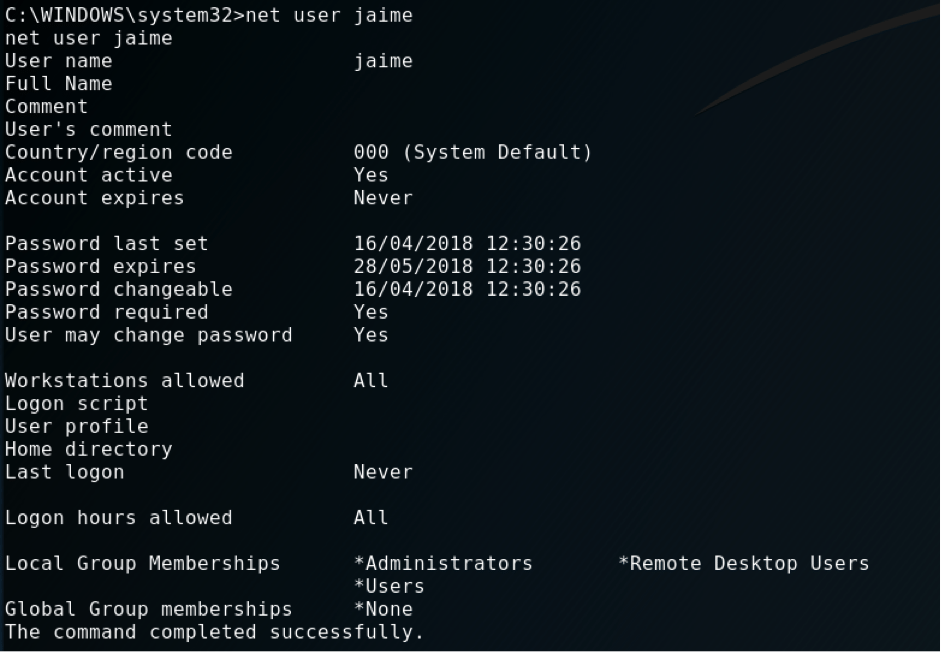 C:\WINDOWS\system32>net user jaime
net user jaime
User name                    jaime
Full Name
Comment
User's comment
Country/region code          000 (System Default)
Account active               Yes
Account expires              Never

Password last set            16/04/2018 12:30:26
Password expires             28/05/2018 12:30:26
Password changeable          16/04/2018 12:30:26
Password required            Yes
User may change password     Yes

Workstations allowed         All
Logon script
User profile
Home directory
Last logon                   Never

Logon hours allowed          All

Local Group Memberships      *Administrators       *Remote Desktop Users
                             *Users
Global Group memberships     *None
The command completed successfully.